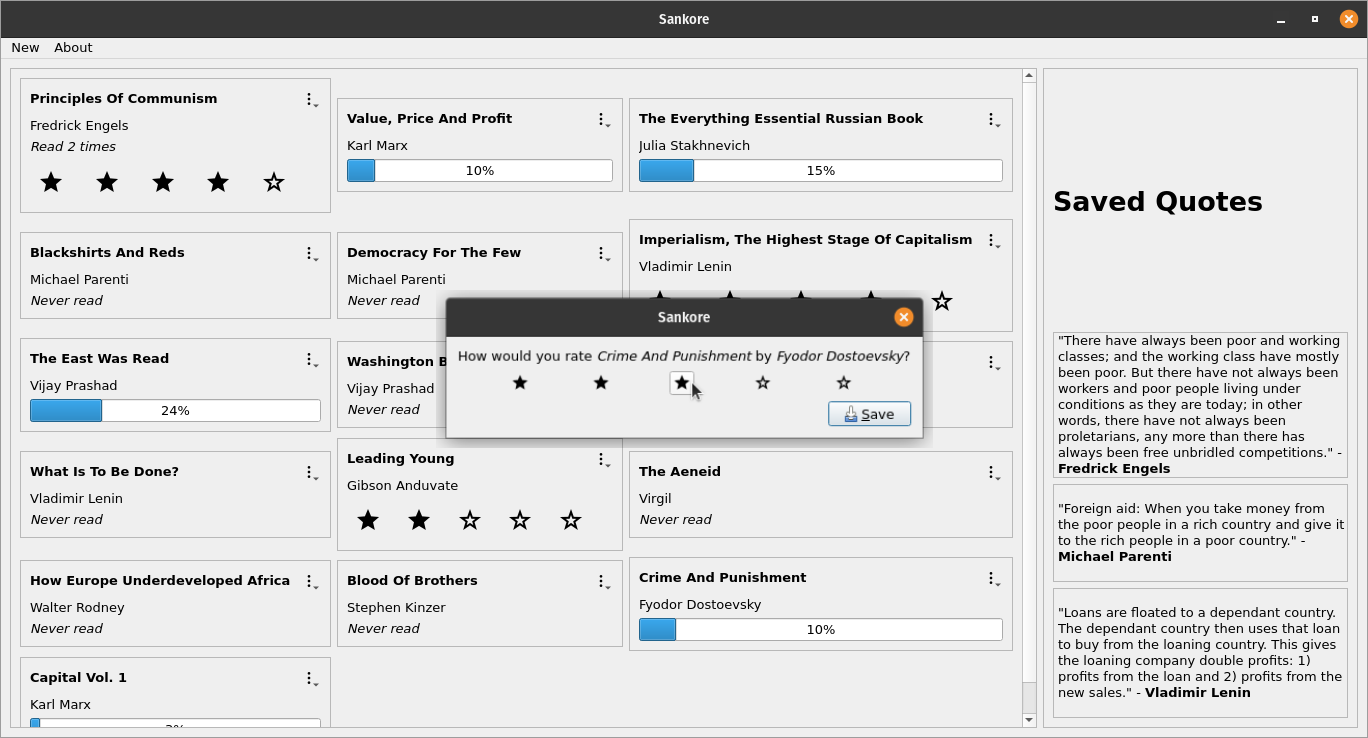 Sankore
New About
Principles Of Communism
Fredrick Engels
Read 2 times
Value, Price And Profit
Karl Marx
10%
The Everything Essential Russian Book
Julia Stakhnevich
15%
Blackshirts And Reds
Michael Parenti
Never read
Democracy For The Few
Michael Parenti
Never read
Imperialism, The Highest Stage Of Capitalism
Vladimir Lenin
The East Was Read
Vijay Prashad
24%
Washington
Vijay Prashad
Never read
Sankore
How would you rate Crime And Punishment by Fyodor Dostoevsky?
Save
What Is To Be Done?
Vladimir Lenin
Never read
Leading Young
Gibson Anduvate
The Aeneid
Virgil
Never read
How Europe Underdeveloped Africa
Walter Rodney
Never read
Blood Of Brothers
Stephen Kinzer
Never read
Crime And Punishment
Fyodor Dostoevsky
10%
Capital Vol. 1
Karl Marx
Saved Quotes
"There have always been poor and working
classes; and the working class have mostly
been poor. But there have not always been
workers and poor people living under
conditions as they are today; in other
words, there have not always been
proletarians, any more than there has
always been free unbridled competitions." -
Fredrick Engels
"Foreign aid: When you take money from
the poor people in a rich country and give it
to the rich people in a poor country." -
Michael Parenti
"Loans are floated to a dependant country.
The dependant country then uses that loan
to buy from the loaning country. This gives
the loaning company double profits: 1)
profits from the loan and 2) profits from the
new sales." - Vladimir Lenin